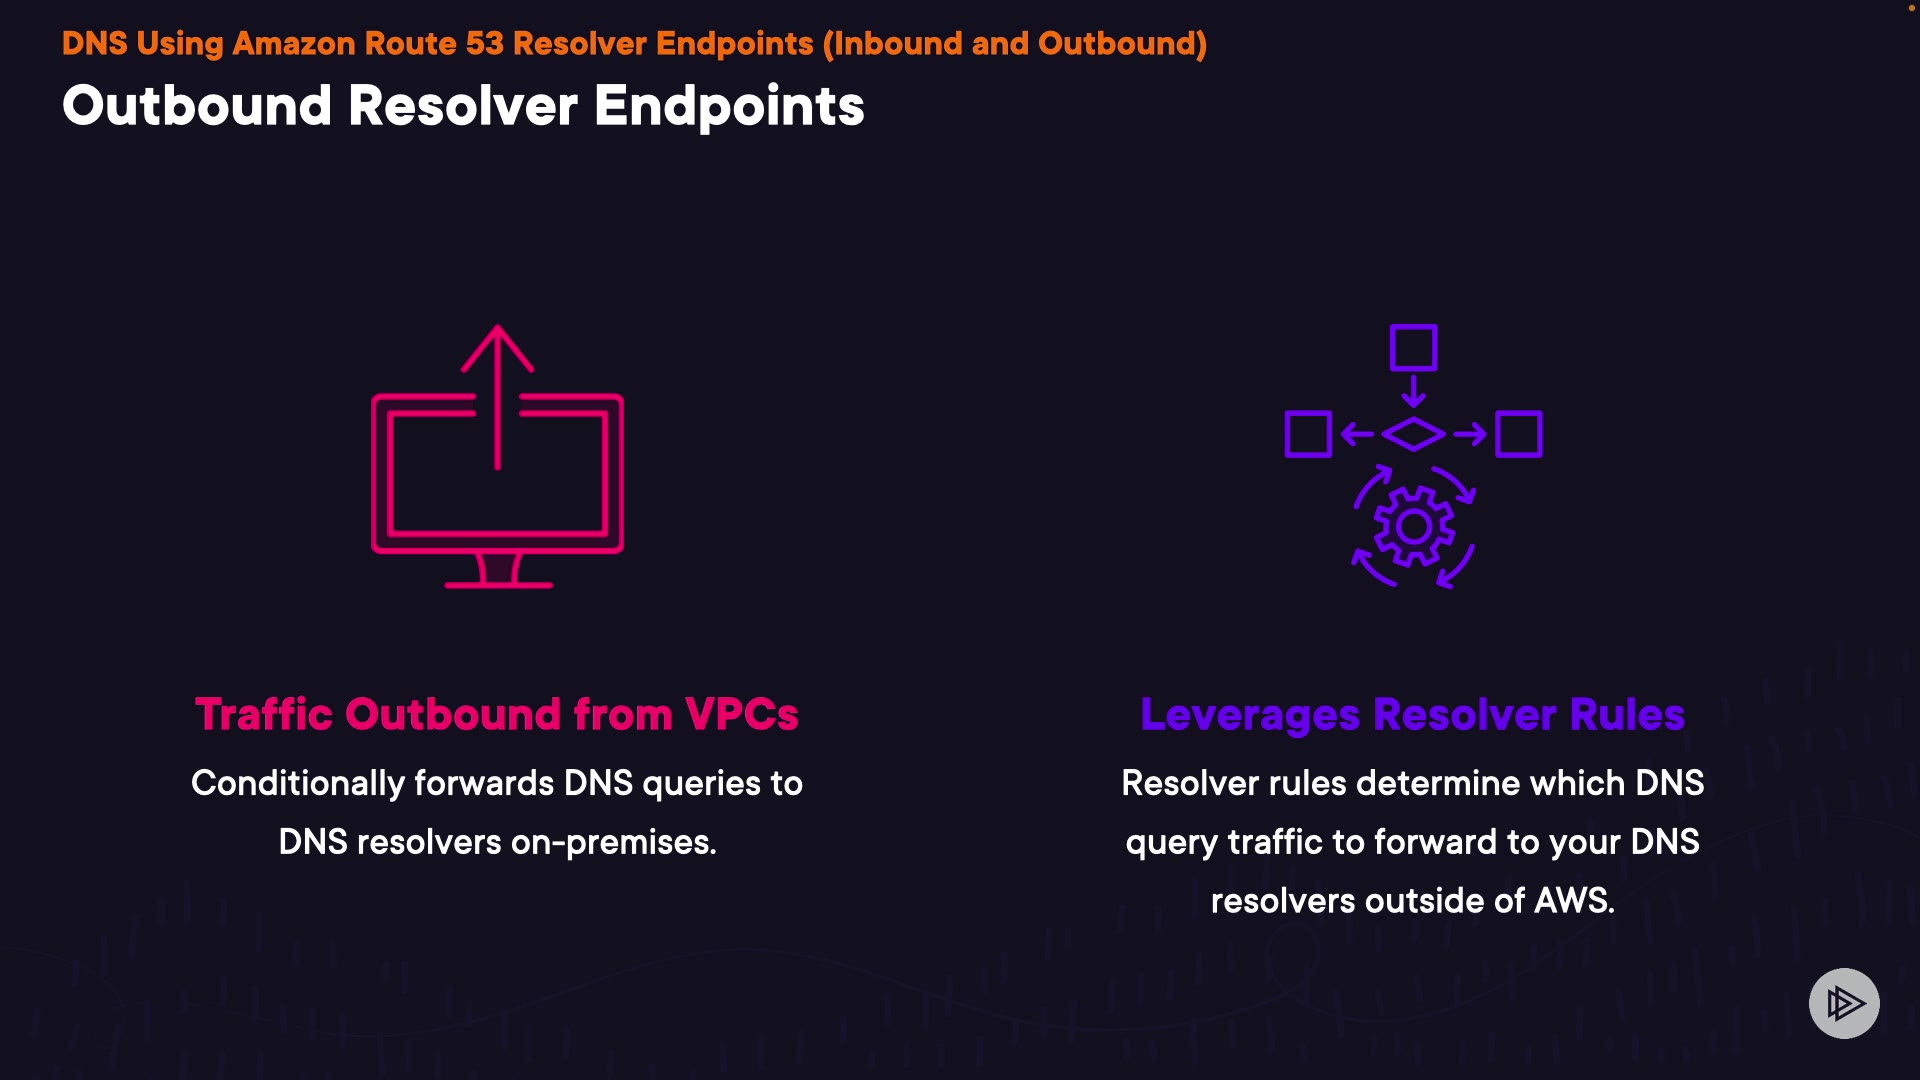 DNS Using Amazon Route 53 Resolver Endpoints (Inbound and Outbound)
Outbound Resolver Endpoints
Traffic Outbound from VPCs
Conditionally forwards DNS queries to
DNS resolvers on-premises.
Leverages Resolver Rules
Resolver rules determine which DNS
query traffic to forward to your DNS
resolvers outside of AWS.